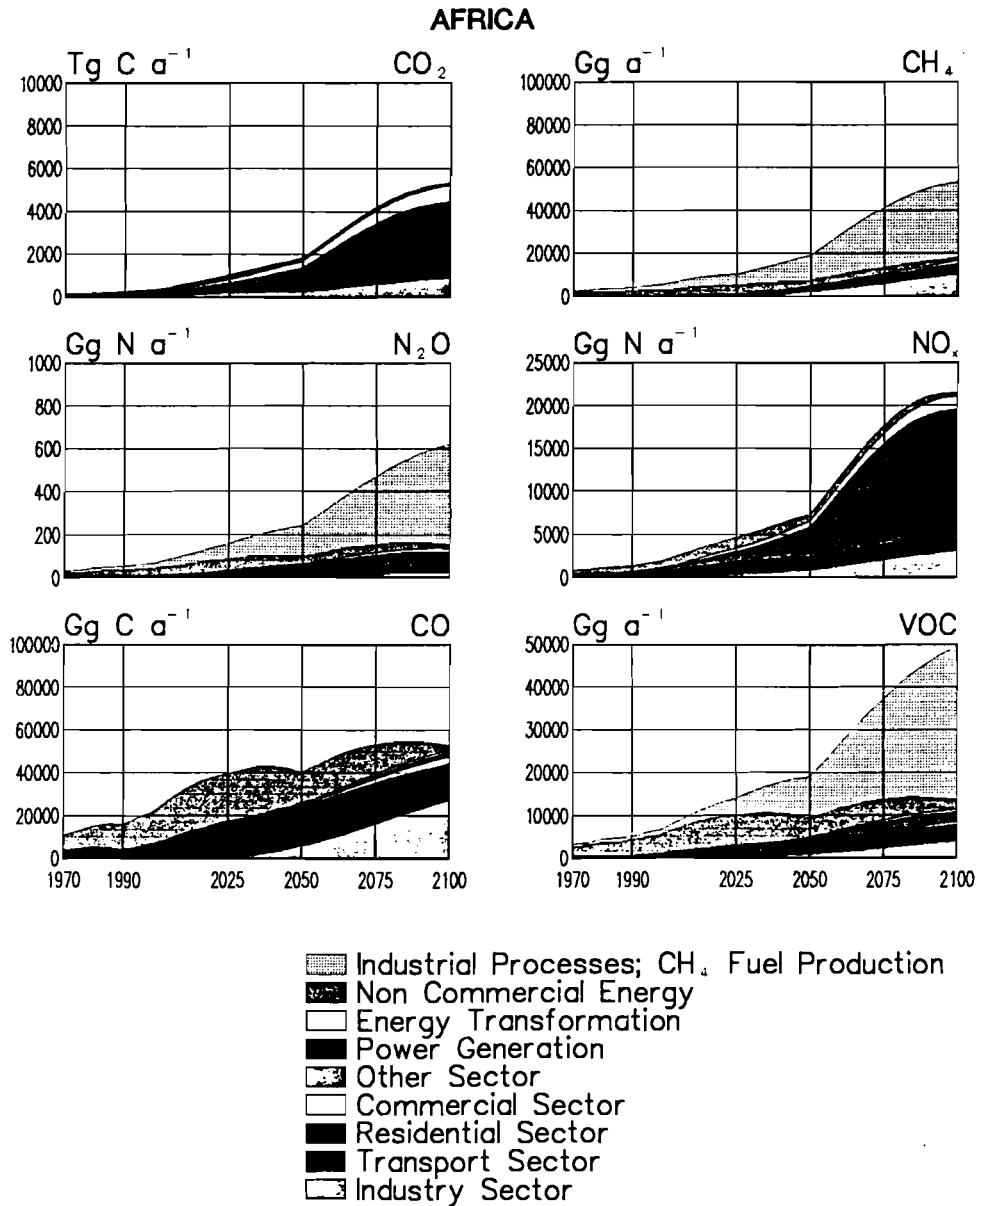 AFRICA
Tg C a⁻¹ CO₂
10000
8000
6000
4000
2000
0
Gg a⁻¹ CH₄
100000
80000
60000
40000
20000
0
Gg N a⁻¹ N₂O
1000
800
600
400
200
0
Gg N a⁻¹ NOₓ
25000
20000
15000
10000
5000
0
Gg C a⁻¹ CO
100000
80000
60000
40000
20000
0
1970 1990 2025 2050 2075 2100
Gg a⁻¹ VOC
50000
40000
30000
20000
10000
0
1970 1990 2025 2050 2075 2100
Industrial Processes; CH₄ Fuel Production
Non Commercial Energy
Energy Transformation
Power Generation
Other Sector
Commercial Sector
Residential Sector
Transport Sector
Industry Sector